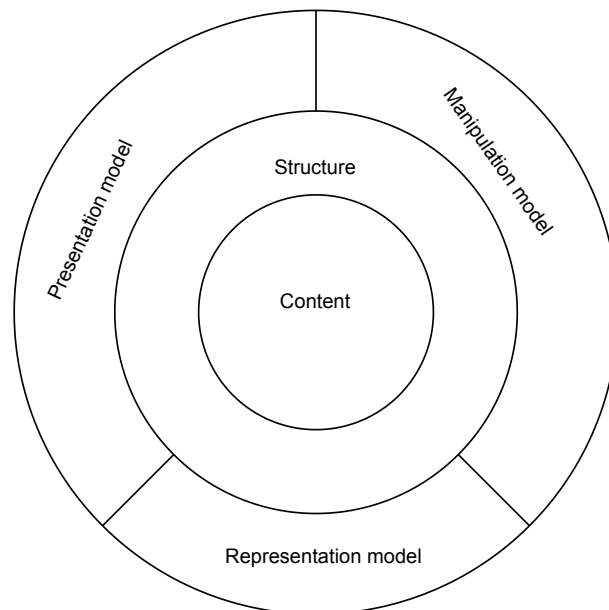 Presentation model
Manipulation model
Structure
Content
Representation model